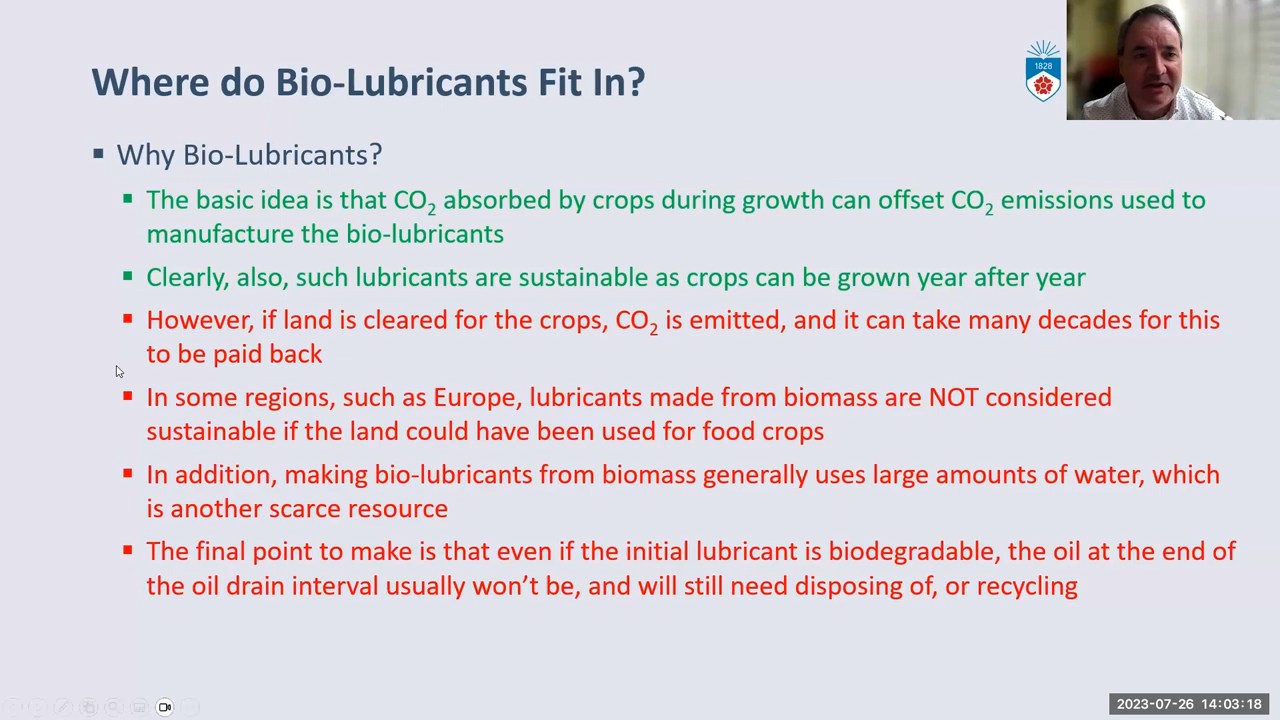 Where do Bio-Lubricants Fit In?
1828
▪ Why Bio-Lubricants?
▪ The basic idea is that CO₂ absorbed by crops during growth can offset CO₂ emissions used to
manufacture the bio-lubricants
▪ Clearly, also, such lubricants are sustainable as crops can be grown year after year
▪ However, if land is cleared for the crops, CO₂ is emitted, and it can take many decades for this
to be paid back
▪ In some regions, such as Europe, lubricants made from biomass are NOT considered
sustainable if the land could have been used for food crops
▪ In addition, making bio-lubricants from biomass generally uses large amounts of water, which
is another scarce resource
▪ The final point to make is that even if the initial lubricant is biodegradable, the oil at the end of
the oil drain interval usually won’t be, and will still need disposing of, or recycling
2023-07-26 14:03:18